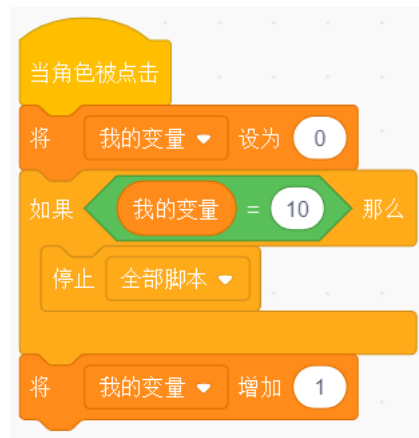 当角色被点击
将 我的变量 设为 0
如果 我的变量 = 10 那么
停止 全部脚本
将 我的变量 增加 1